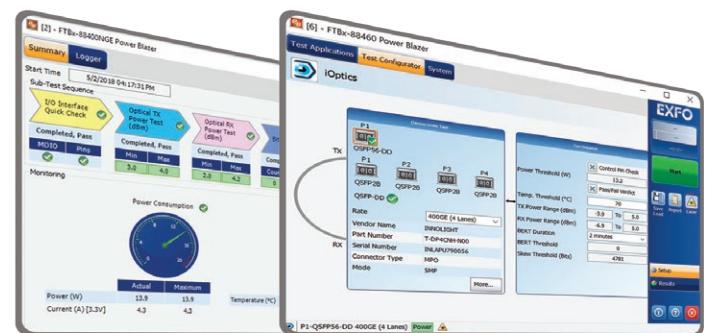 [2] - FTBx-88400NGE Power Blazer
Summary
Logger
Start Time
5/2/2018 04:17:31 PM
Sub-Test Sequence
I/O Interface
Quick Check
Completed, Pass
MDIO
Ping
Optical TX
Power Test
(dBm)
Completed, Pass
Min
Max
3.0
4.0
Optical RX
Power Test
(dBm)
Completed, Pass
Min
Max
3.8
4.2
Monitoring
Power Consumption
Actual
Maximum
Power (W)
13.9
13.9
Current (A) [3.3V]
4.3
4.3
Temperature (°C)
[6] - FTBx-88460 Power Blazer
Test Applications
Test Configurator
System
iOptics
EXFO
TX
RX
P1
QSFP56-DD
P1
P2
P3
P4
QSFP28
QSFP28
QSFP28
QSFP28
QSFP-DD
Rate
400GE (4 Lanes)
Vendor Name
INNOLIGHT
Part Number
T-DP4CNH-N00
Serial Number
INLAPU790056
Connector Type
MPO
Mode
SMF
More...
Control Pin Check
Power Threshold (W)
13.2
Pass/Fail Verdict
Temp. Threshold (°C)
70
TX Power Range (dBm)
-3.9
To
5.0
RX Power Range (dBm)
-6.9
To
5.0
BERT Duration
2 minutes
BERT Threshold
0
Skew Threshold (Bits)
4781
Start
Save
Load
Report
Laser
Setup
Results
P1-QSFP56-DD 400GE (4 Lanes)
Power